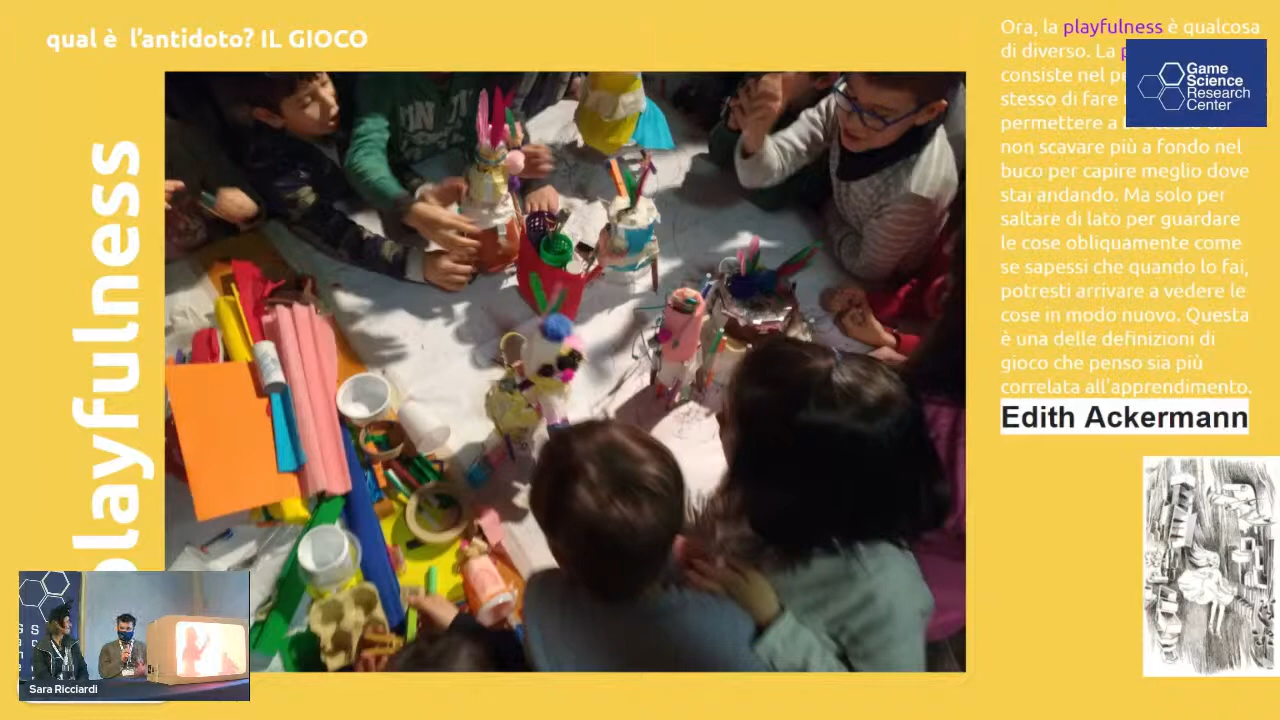 qual è l'antidoto? IL GIOCO
playfulness
Ora, la playfulness è qualcosa
di diverso. La
consiste nel
stesso di fare
permettere a
non scavare più a fondo nel
buco per capire meglio dove
stai andando. Ma solo per
saltare di lato per guardare
le cose obliquamente come
se sapessi che quando lo fai,
potresti arrivare a vedere le
cose in modo nuovo. Questa
è una delle definizioni di
gioco che penso sia più
correlata all'apprendimento.
Edith Ackermann
Game
Science
Research
Center
Sara Ricciardi